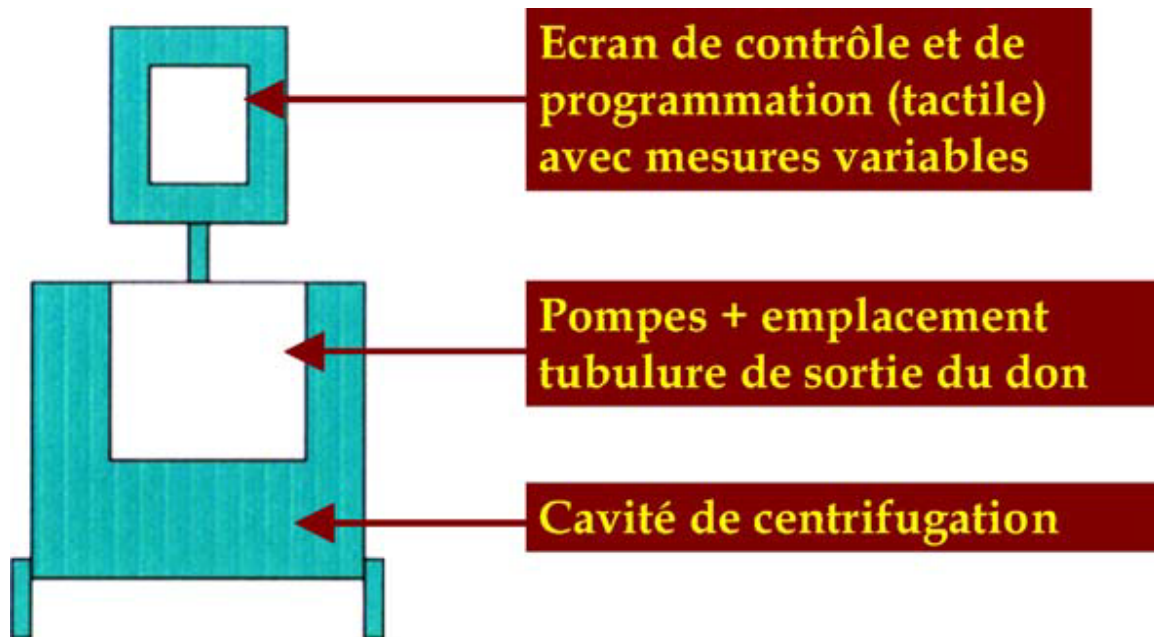 Ecran de contrôle et de
programmation (tactile)
avec mesures variables
Pompes + emplacement
tubulure de sortie du don
Cavité de centrifugation